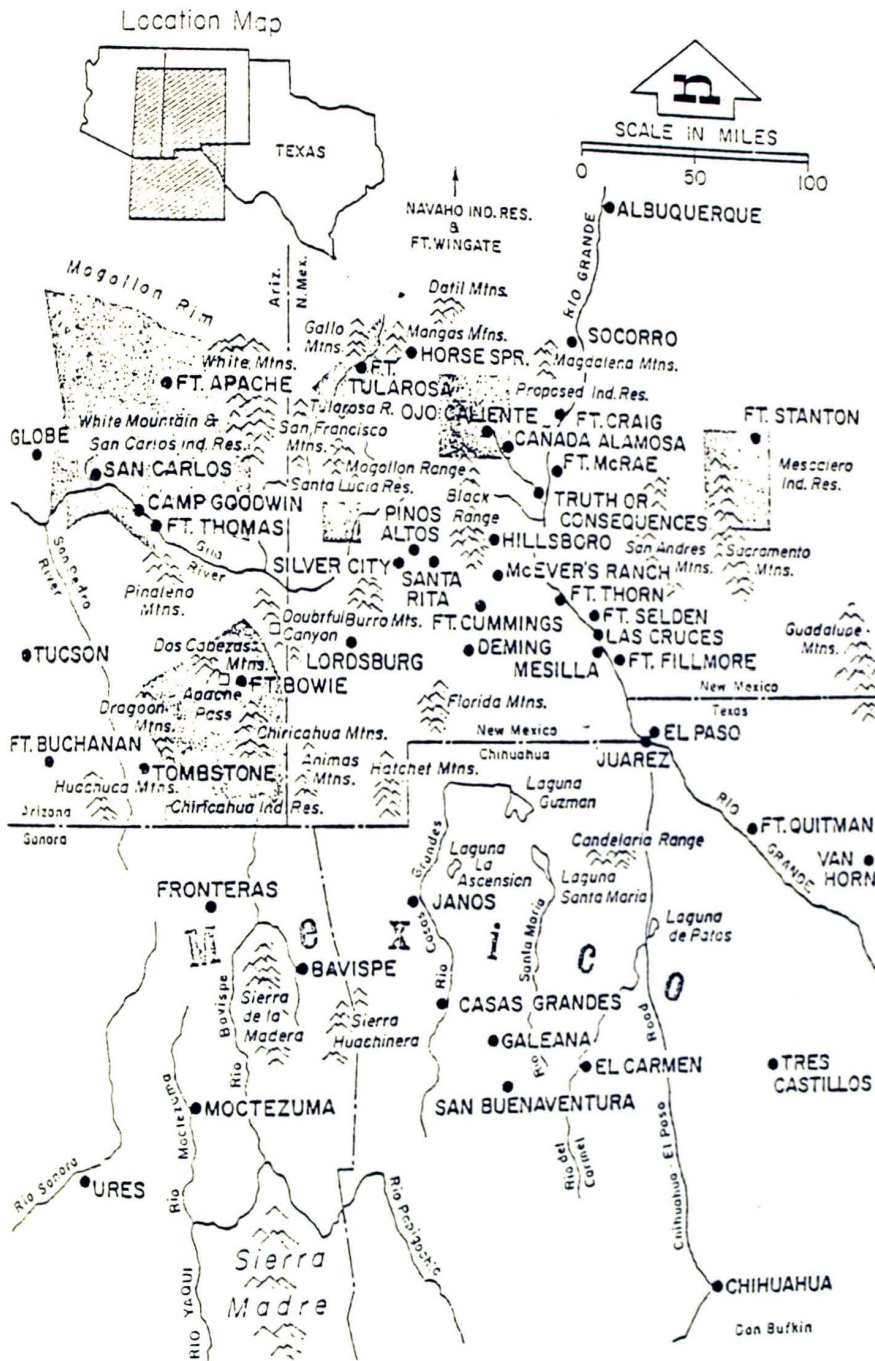 Location Map
TEXAS
n
SCALE IN MILES
0 50 100
NAVAHO IND. RES.
&
FT. WINGATE
ALBUQUERQUE
RIO GRANDE
Mogollon Rim
Ariz.
N. Mex.
Datil Mtns.
Gallo
Mtns.
Mangas Mtns.
SOCORRO
White Mtns.
HORSE SPR.
Magdalena Mtns.
FT. APACHE
FT.
TULAROSA
Proposed Ind. Res.
Tularosa R.
OJO CALIENTE
FT. CRAIG
FT. STANTON
White Mountain &
San Carlos Ind. Res.
San Francisco
Mtns.
CAÑADA ALAMOSA
GLOBE
Mogollon Range
FT. McRAE
Mescclero
Ind. Res.
SAN CARLOS
Santa Lucia Res.
Black
Range
TRUTH OR
CONSEQUENCES
CAMP GOODWIN
PINOS
ALTOS
FT. THOMAS
HILLSBORO
San Andres
Mtns.
Sacramento
Mtns.
Gila
River
SILVER CITY
SANTA
RITA
McEVER'S RANCH
San Pedro
River
Pinaleno
Mtns.
FT. THORN
Doubtful
Canyon
Burro Mts.
FT. CUMMINGS
FT. SELDEN
Guadalupe
Mtns.
TUCSON
Dos Cabezas
Mtns.
LORDSBURG
DEMING
LAS CRUCES
MESILLA
FT. FILLMORE
FT. BOWIE
Apache
Pass
New Mexico
Texas
Dragoon
Mtns.
Florida Mtns.
Chiricahua Mtns.
New Mexico
Chihuahua
EL PASO
JUAREZ
FT. BUCHANAN
Animas
Mtns.
Hatchet Mtns.
TOMBSTONE
Huachuca Mtns.
Laguna
Guzman
Chiricahua Ind. Res.
Arizona
Sonora
RIO
GRANDE
FT. QUITMAN
Candelaria Range
VAN
HORN
Laguna
La
Ascension
Laguna
Santa Maria
FRONTERAS
JANOS
Rio Casas Grandes
Rio Santa Maria
Laguna
de Patos
M e x i c o
BAVISPE
Rio Bavispe
Sierra
de la
Madera
Sierra
Huachinera
CASAS GRANDES
GALEANA
EL CARMEN
TRES
CASTILLOS
SAN BUENAVENTURA
MOCTEZUMA
Rio Moctezuma
Rio del
Carmel
Chihuahua - El Paso Road
Rio Sonora
URES
Rio Papigochic
Sierra
Madre
RIO YAQUI
CHIHUAHUA
Don Bufkin